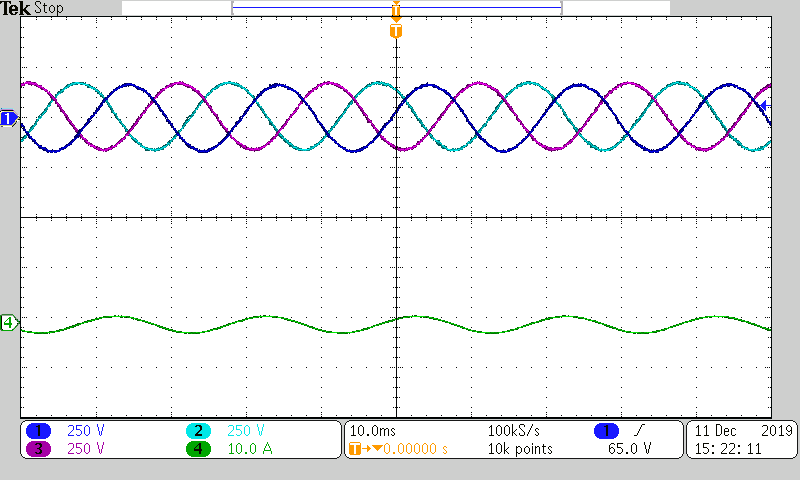 Tek Stop
T
T
1
4
1 250 V 2 250 V 10.0ms 100kS/s 1 65.0 V 11 Dec 2019
3 250 V 4 10.0 A T→▼0.00000 s 10k points 15:22:11